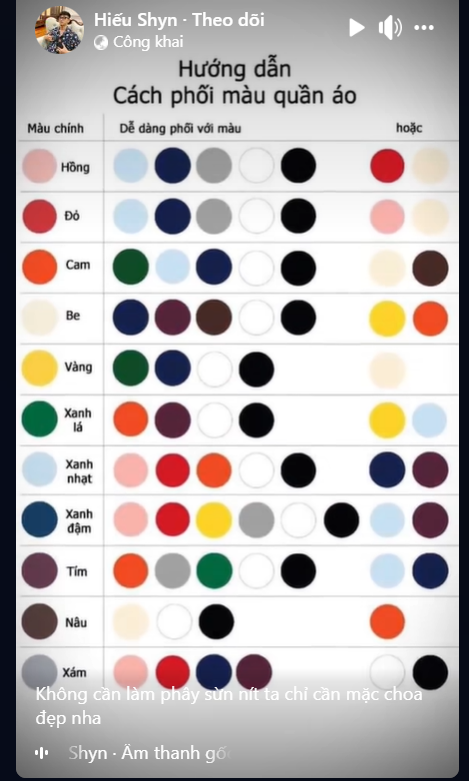 Hiếu Shyn · Theo dõi
Công khai
Hướng dẫn
Cách phối màu quần áo
Màu chính Dễ dàng phối với màu hoặc
Hồng
Đỏ
Cam
Be
Vàng
Xanh
lá
Xanh
nhạt
Xanh
đậm
Tím
Nâu
Xám
Không cần làm phây sừn nít ta chỉ cần mặc choa
đẹp nha
Shyn · Âm thanh gốc